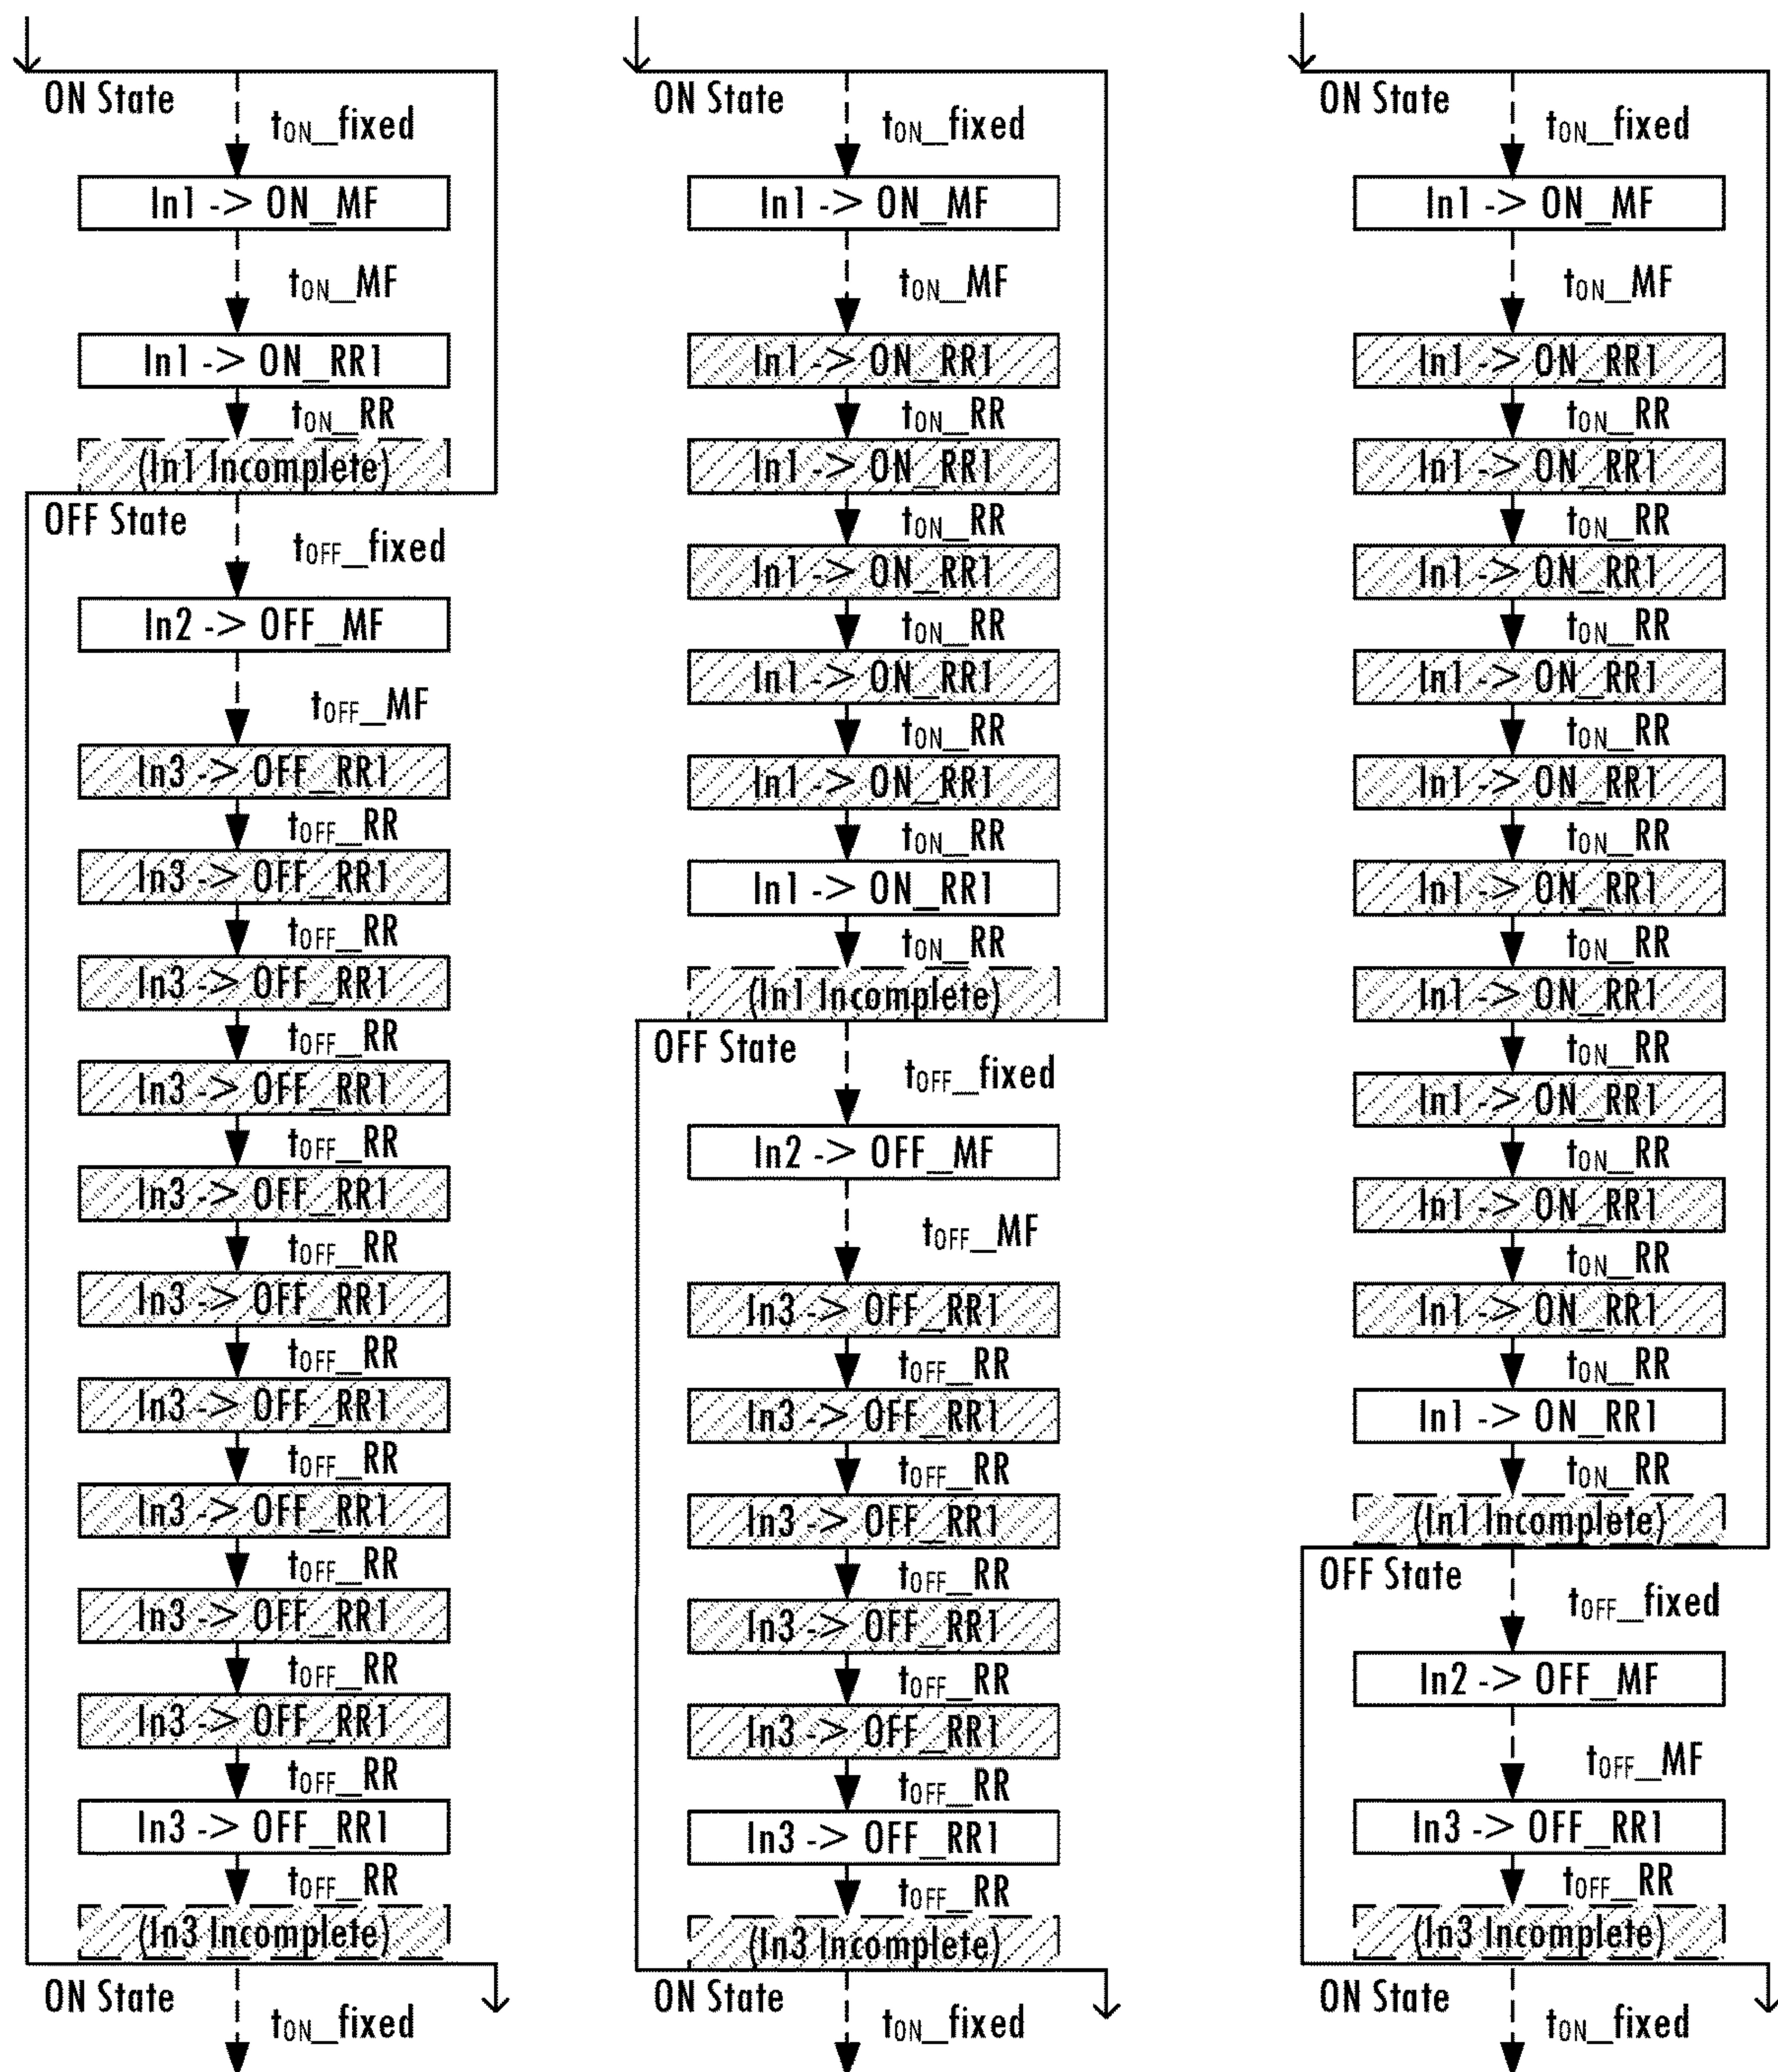 ON State
tON_fixed
In1 -> ON_MF
tON_MF
In1 -> ON_RR1
tON_RR
(In1 Incomplete)
OFF State
tOFF_fixed
In2 -> OFF_MF
tOFF_MF
In3 -> OFF_RR1
tOFF_RR
In3 -> OFF_RR1
tOFF_RR
In3 -> OFF_RR1
tOFF_RR
In3 -> OFF_RR1
tOFF_RR
In3 -> OFF_RR1
tOFF_RR
In3 -> OFF_RR1
tOFF_RR
In3 -> OFF_RR1
tOFF_RR
In3 -> OFF_RR1
tOFF_RR
In3 -> OFF_RR1
tOFF_RR
In3 -> OFF_RR1
tOFF_RR
In3 -> OFF_RR1
tOFF_RR
(In3 Incomplete)
ON State
tON_fixed
ON State
tON_fixed
In1 -> ON_MF
tON_MF
In1 -> ON_RR1
tON_RR
In1 -> ON_RR1
tON_RR
In1 -> ON_RR1
tON_RR
In1 -> ON_RR1
tON_RR
In1 -> ON_RR1
tON_RR
In1 -> ON_RR1
tON_RR
(In1 Incomplete)
OFF State
tOFF_fixed
In2 -> OFF_MF
tOFF_MF
In3 -> OFF_RR1
tOFF_RR
In3 -> OFF_RR1
tOFF_RR
In3 -> OFF_RR1
tOFF_RR
In3 -> OFF_RR1
tOFF_RR
In3 -> OFF_RR1
tOFF_RR
In3 -> OFF_RR1
tOFF_RR
(In3 Incomplete)
ON State
tON_fixed
ON State
tON_fixed
In1 -> ON_MF
tON_MF
In1 -> ON_RR1
tON_RR
In1 -> ON_RR1
tON_RR
In1 -> ON_RR1
tON_RR
In1 -> ON_RR1
tON_RR
In1 -> ON_RR1
tON_RR
In1 -> ON_RR1
tON_RR
In1 -> ON_RR1
tON_RR
In1 -> ON_RR1
tON_RR
In1 -> ON_RR1
tON_RR
In1 -> ON_RR1
tON_RR
In1 -> ON_RR1
tON_RR
(In1 Incomplete)
OFF State
tOFF_fixed
In2 -> OFF_MF
tOFF_MF
In3 -> OFF_RR1
tOFF_RR
(In3 Incomplete)
ON State
tON_fixed